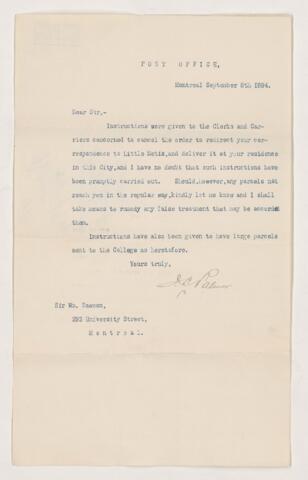 POST OFFICE,
Montreal September 8th 1894.
Dear Sir,-
Instructions were given to the Clerks and Car-
riers concerned to cancel the order to redirect your cor-
respondence to Little Metis, and deliver it at your residence
in this City, and I have no doubt that such instructions have
been promptly carried out. Should, however, any parcels not
reach you in the regular way, kindly let me know and I shall
take means to remedy any false treatment that may be accorded
them.
Instructions have also been given to have large parcels
sent to the College as heretofore.
Yours truly,
Palmer
Sir Wm. Dawson,
293 University Street,
Montreal.